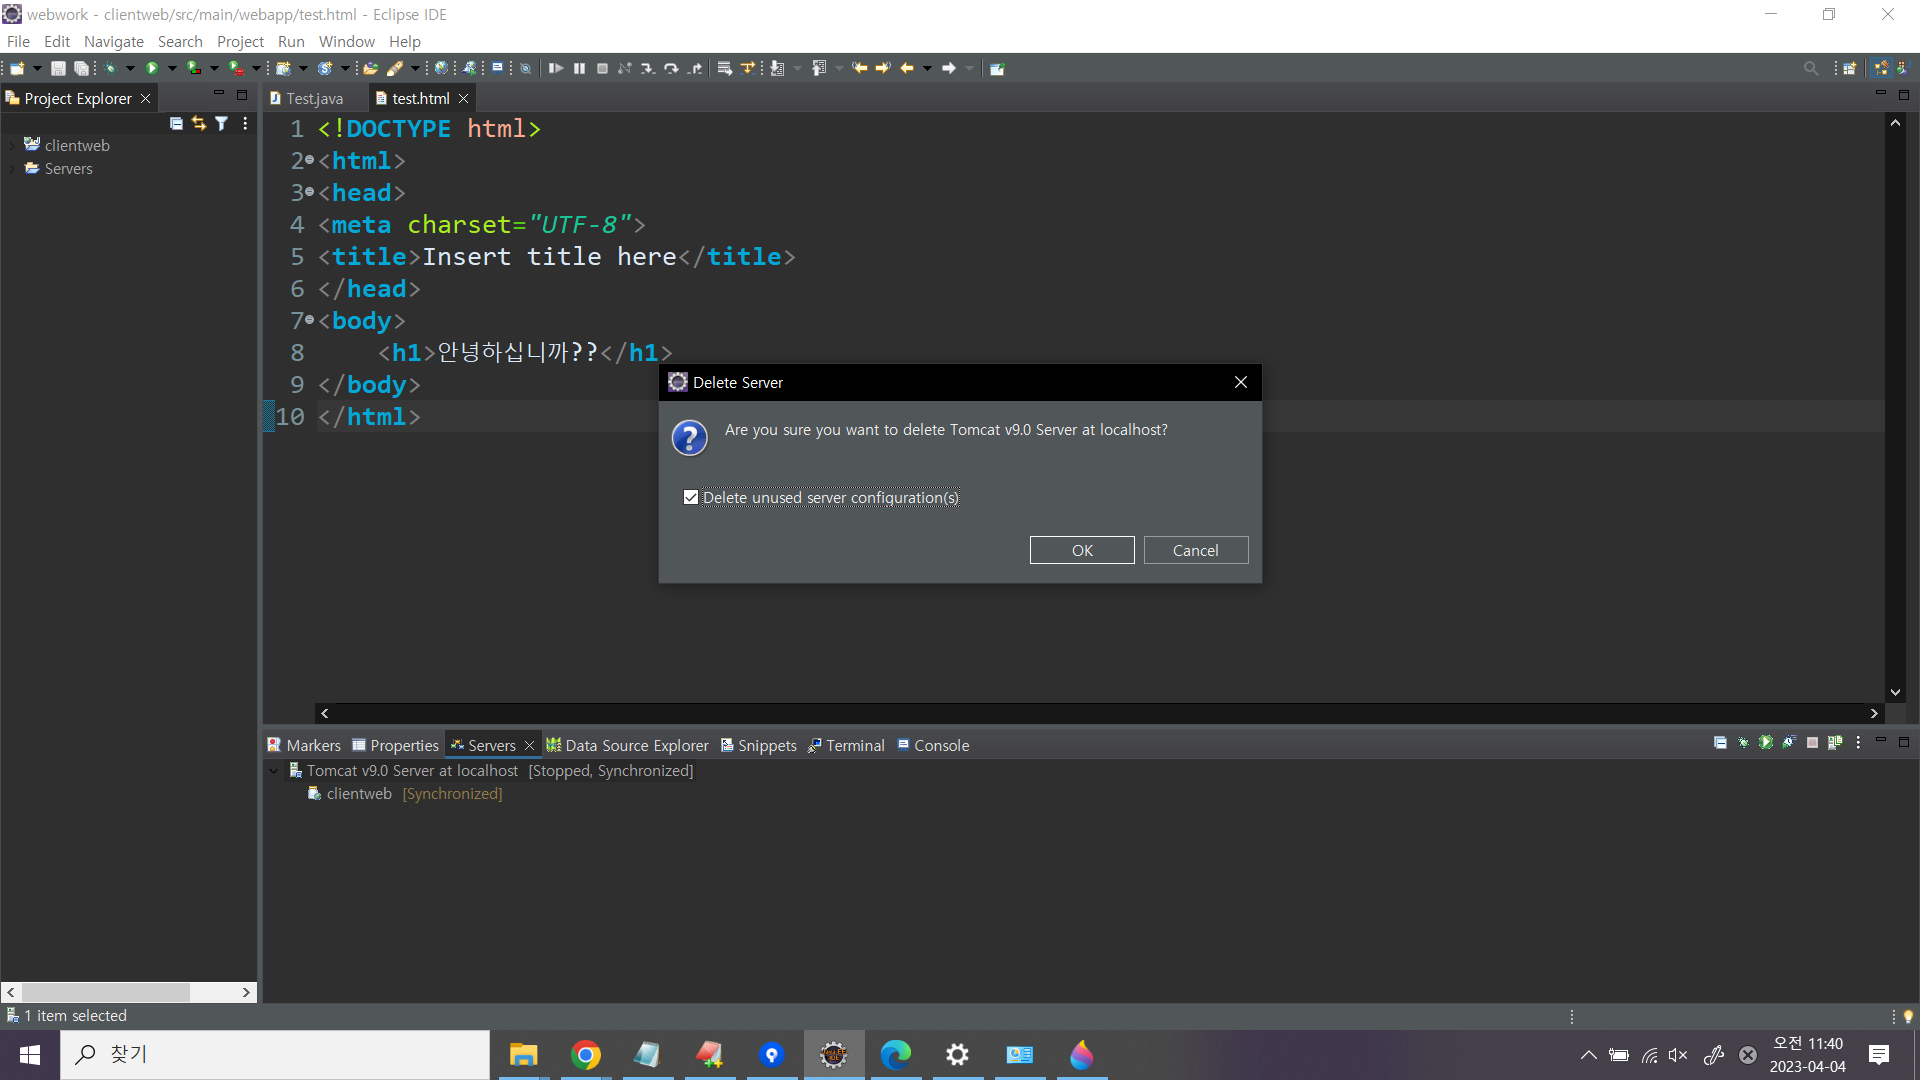 webwork - clientweb/src/main/webapp/test.html - Eclipse IDE
File Edit Navigate Search Project Run Window Help
Project Explorer
clientweb
Servers
Test.java test.html
1 <!DOCTYPE html>
2 <html>
3 <head>
4 <meta charset="UTF-8">
5 <title>Insert title here</title>
6 </head>
7 <body>
8 <h1>안녕하십니까??</h1>
9 </body>
10 </html>
Delete Server
Are you sure you want to delete Tomcat v9.0 Server at localhost?
Delete unused server configuration(s)
OK Cancel
Markers Properties Servers Data Source Explorer Snippets Terminal Console
Tomcat v9.0 Server at localhost [Stopped, Synchronized]
clientweb [Synchronized]
1 item selected
찾기
오전 11:40
2023-04-04